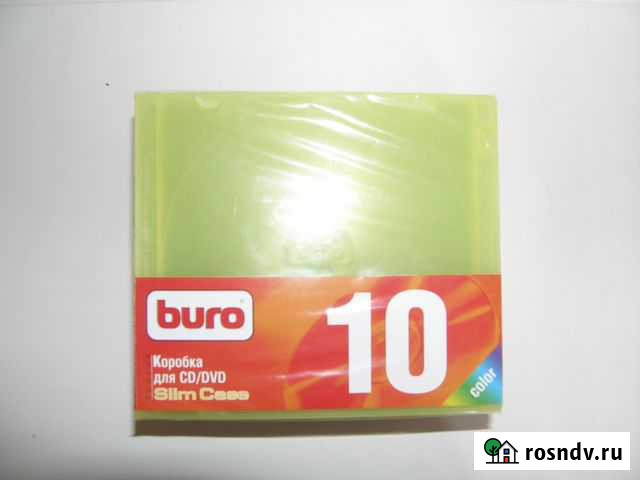 buro
10
Коробка
для CD/DVD
Slim Case
color
rosndv.ru